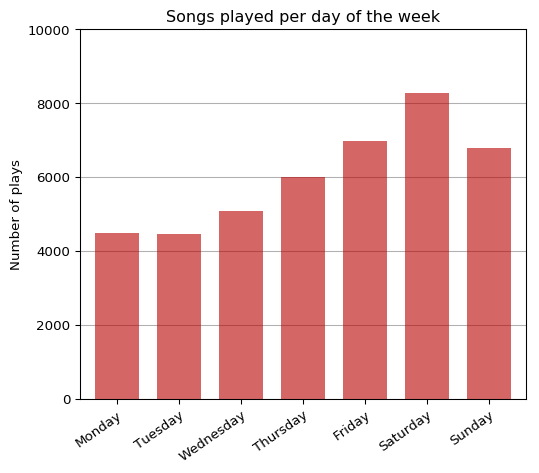 Songs played per day of the week
Number of plays
10000
8000
6000
4000
2000
0
Monday
Tuesday
Wednesday
Thursday
Friday
Saturday
Sunday